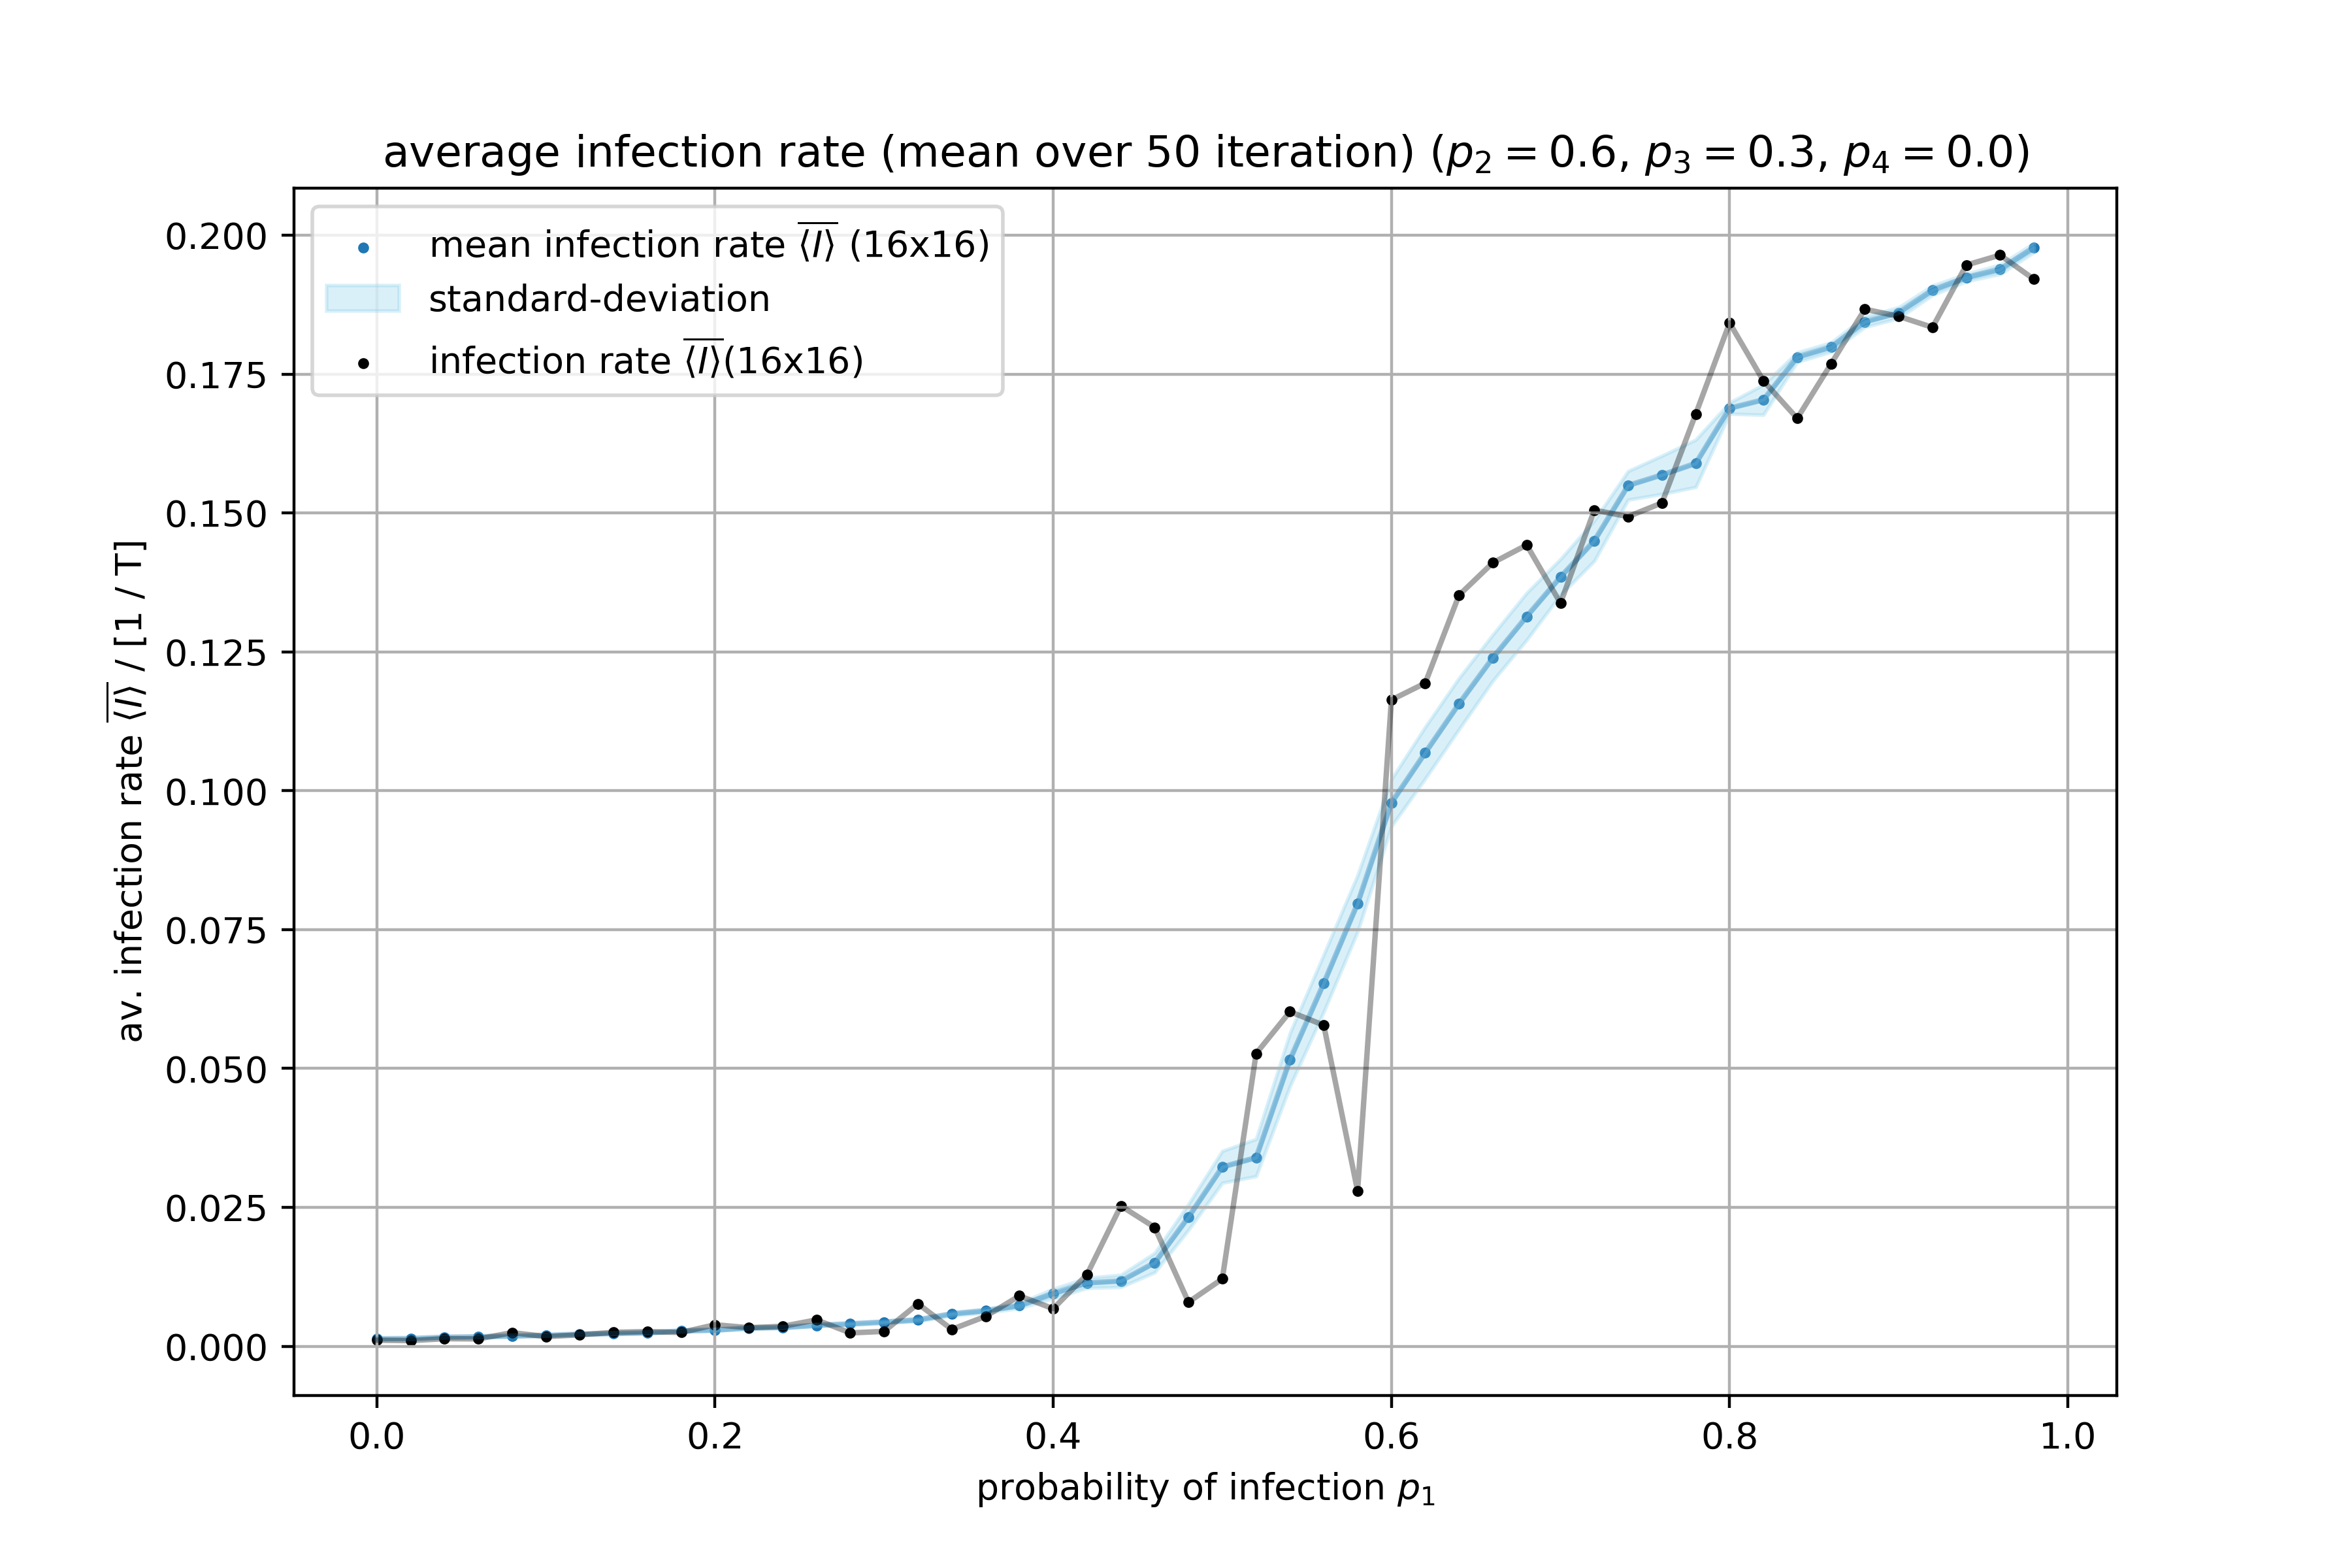 average infection rate (mean over 50 iteration) (p₂ = 0.6, p₃ = 0.3, p₄ = 0.0)
mean infection rate ⟨I⟩̅ (16x16)
standard-deviation
infection rate ⟨I⟩̅(16x16)
0.200
0.175
0.150
0.125
0.100
0.075
0.050
0.025
0.000
av. infection rate ⟨I⟩̅ / [1 / T]
0.0 0.2 0.4 0.6 0.8 1.0
probability of infection p₁